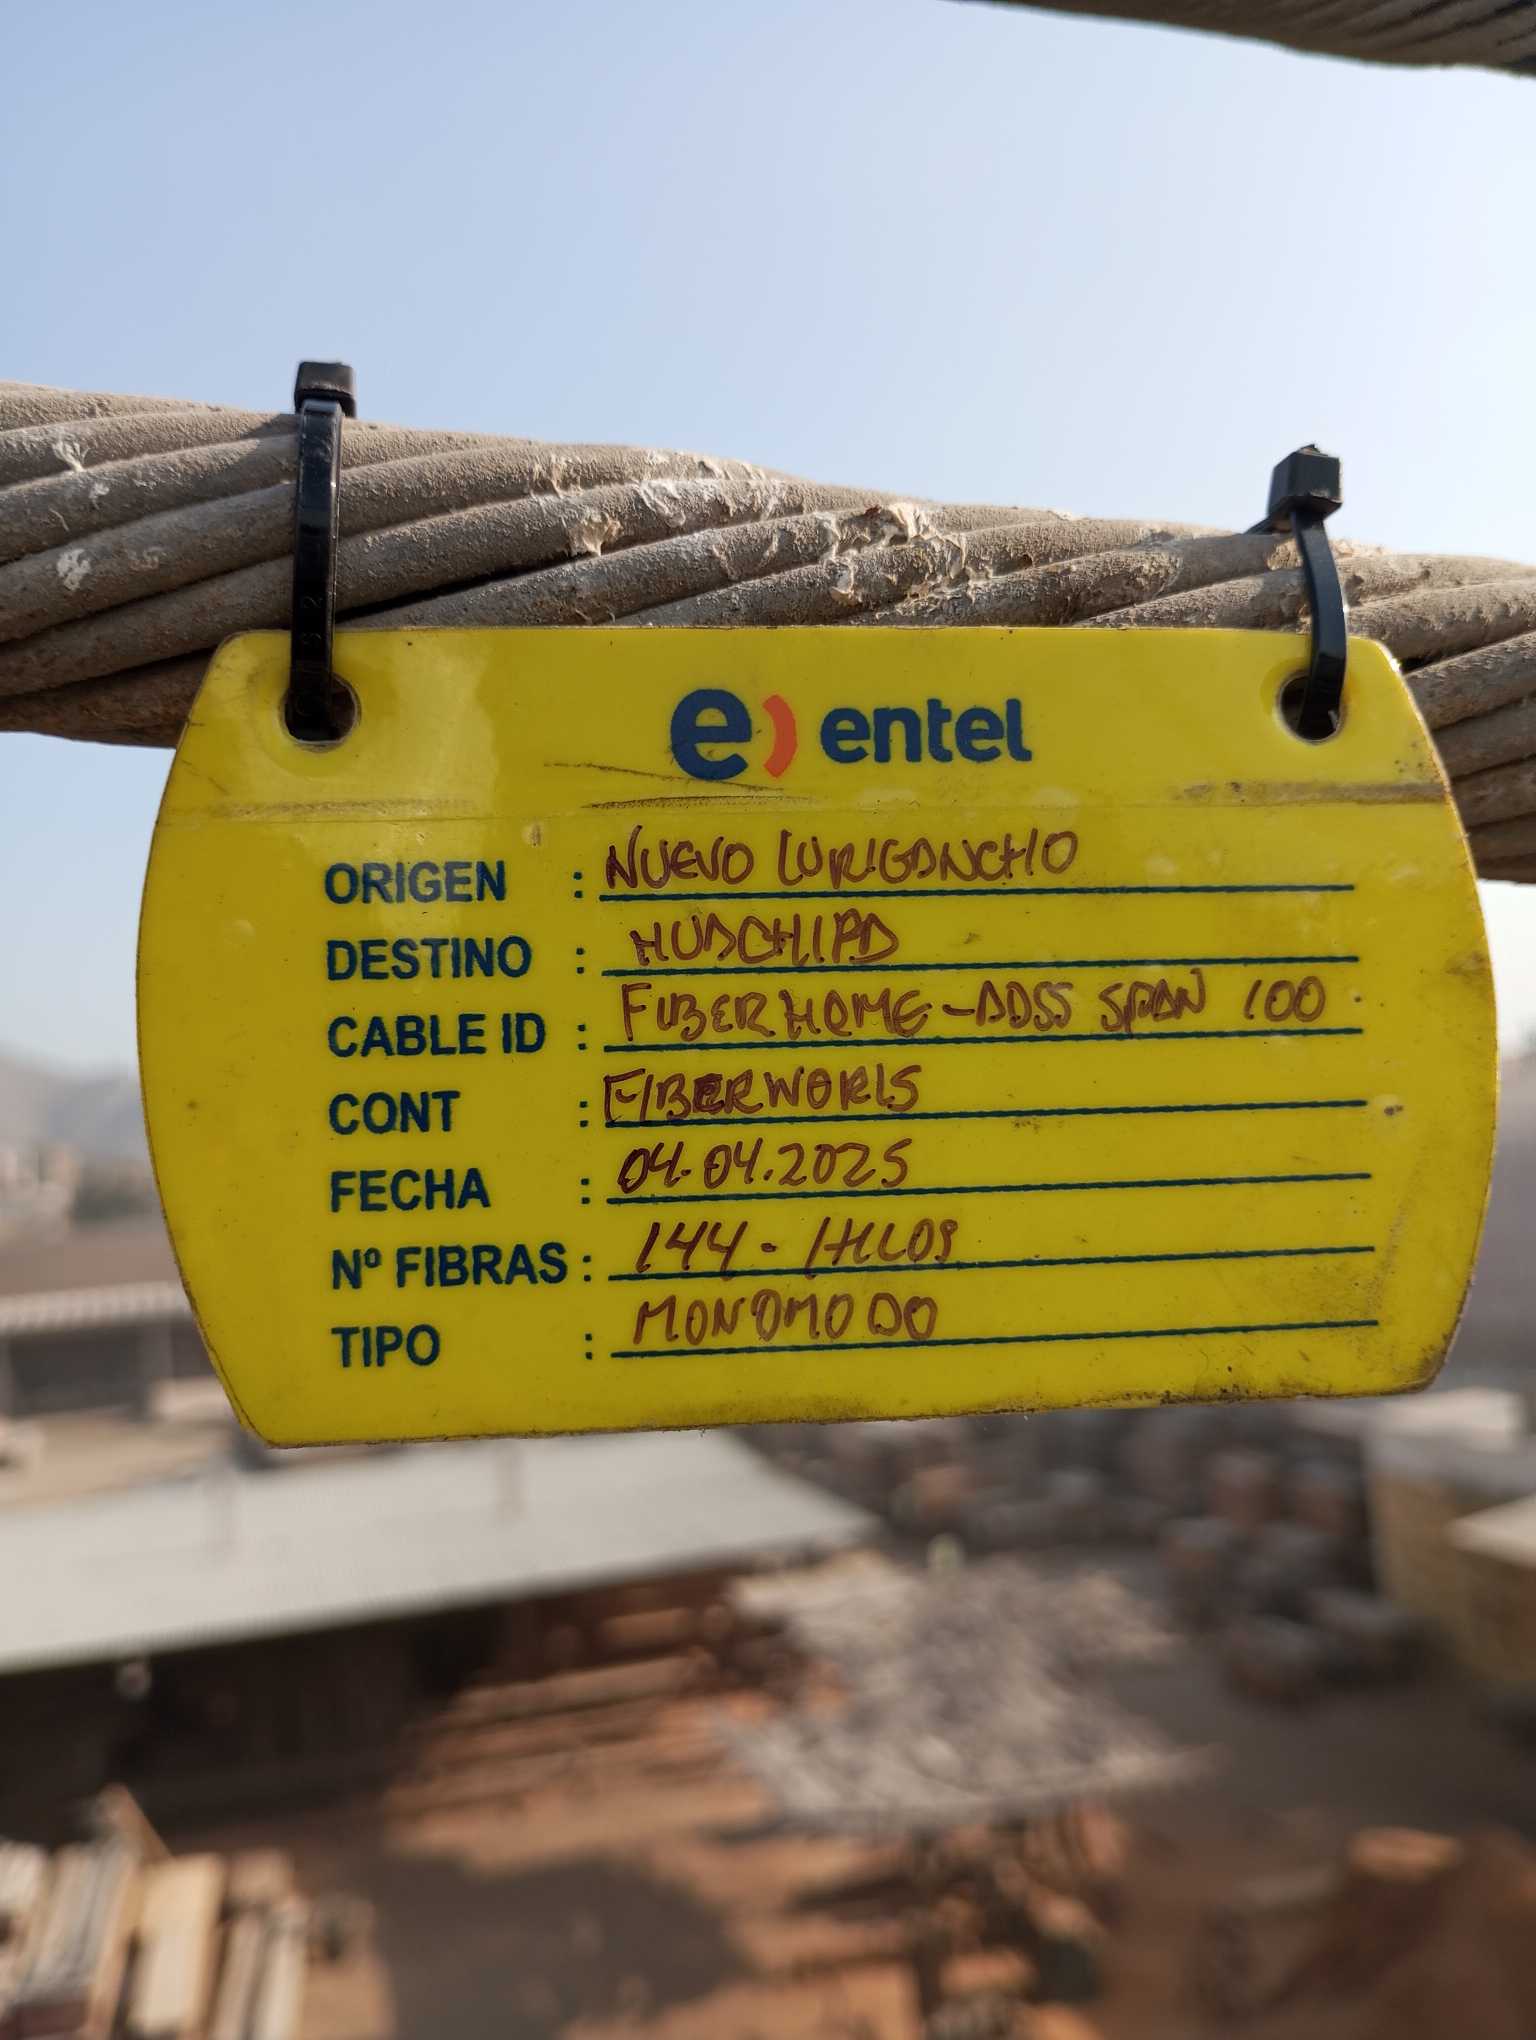 e) entel
ORIGEN : NUEVO LURIGANCHO
DESTINO : HUACHIPA
CABLE ID : FIBERHOME-ADSS SPAN 100
CONT : FIBERWORLS
FECHA : 04.04.2025
Nº FIBRAS : 144 - HILOS
TIPO : MONOMODO